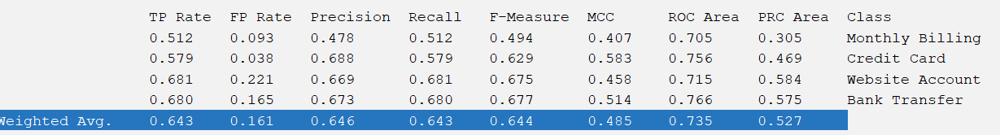 TP Rate FP Rate Precision Recall F-Measure MCC ROC Area PRC Area Class
0.512 0.093 0.478 0.512 0.494 0.407 0.705 0.305 Monthly Billing
0.579 0.038 0.688 0.579 0.629 0.583 0.756 0.469 Credit Card
0.681 0.221 0.669 0.681 0.675 0.458 0.715 0.584 Website Account
0.680 0.165 0.673 0.680 0.677 0.514 0.766 0.575 Bank Transfer
Weighted Avg. 0.643 0.161 0.646 0.643 0.644 0.485 0.735 0.527